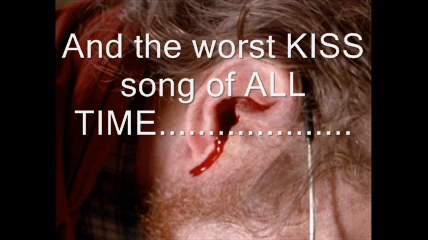 And the worst KISS
song of ALL
TIME....................